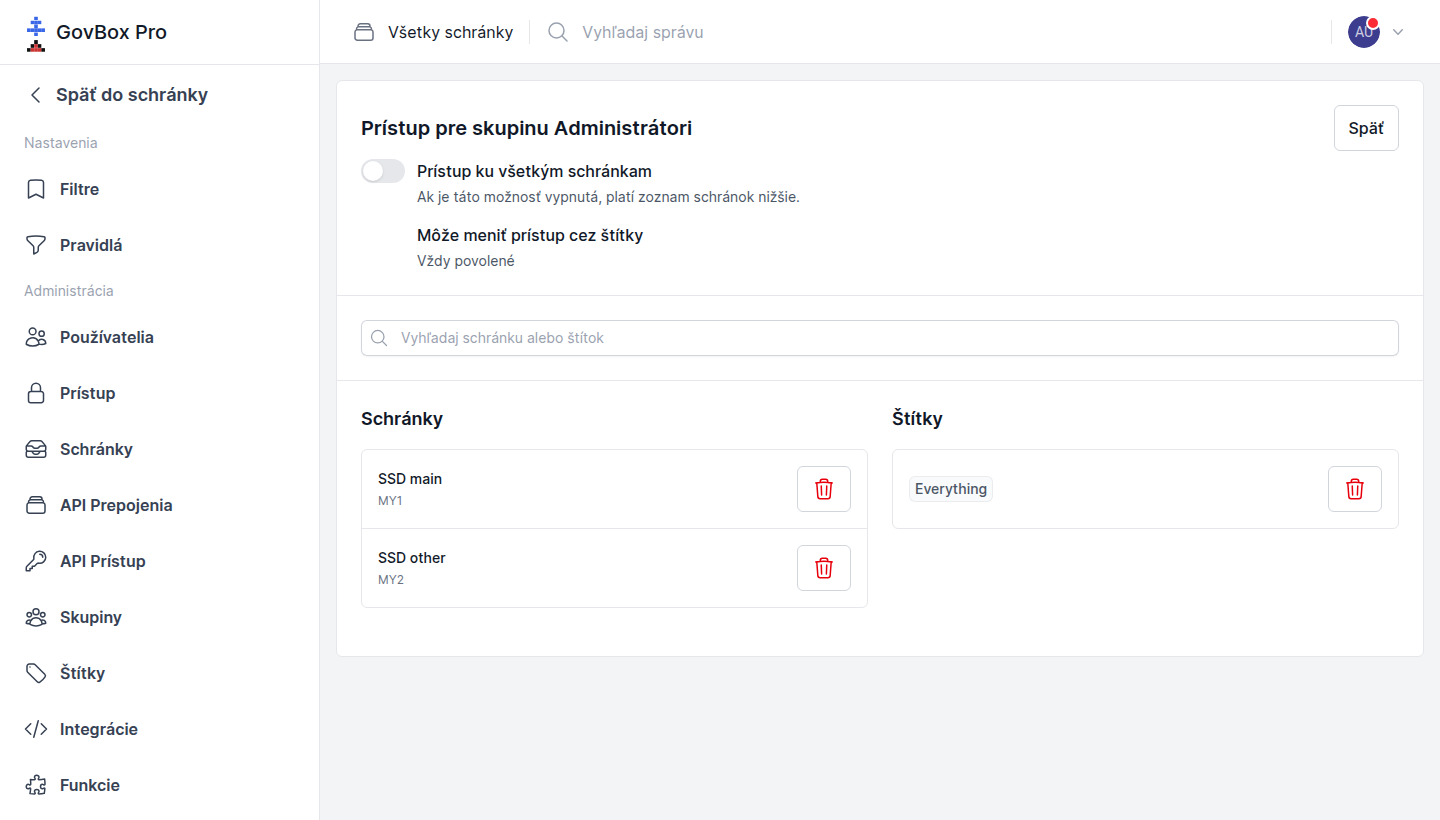 GovBox Pro
Všetky schránky
Vyhľadaj správu
AU
Späť do schránky
Nastavenia
Filtre
Pravidlá
Administrácia
Používatelia
Prístup
Schránky
API Prepojenia
API Prístup
Skupiny
Štítky
Integrácie
Funkcie
Prístup pre skupinu Administrátori
Späť
Prístup ku všetkým schránkam
Ak je táto možnosť vypnutá, platí zoznam schránok nižšie.
Môže meniť prístup cez štítky
Vždy povolené
Vyhľadaj schránku alebo štítok
Schránky
SSD main
MY1
SSD other
MY2
Štítky
Everything